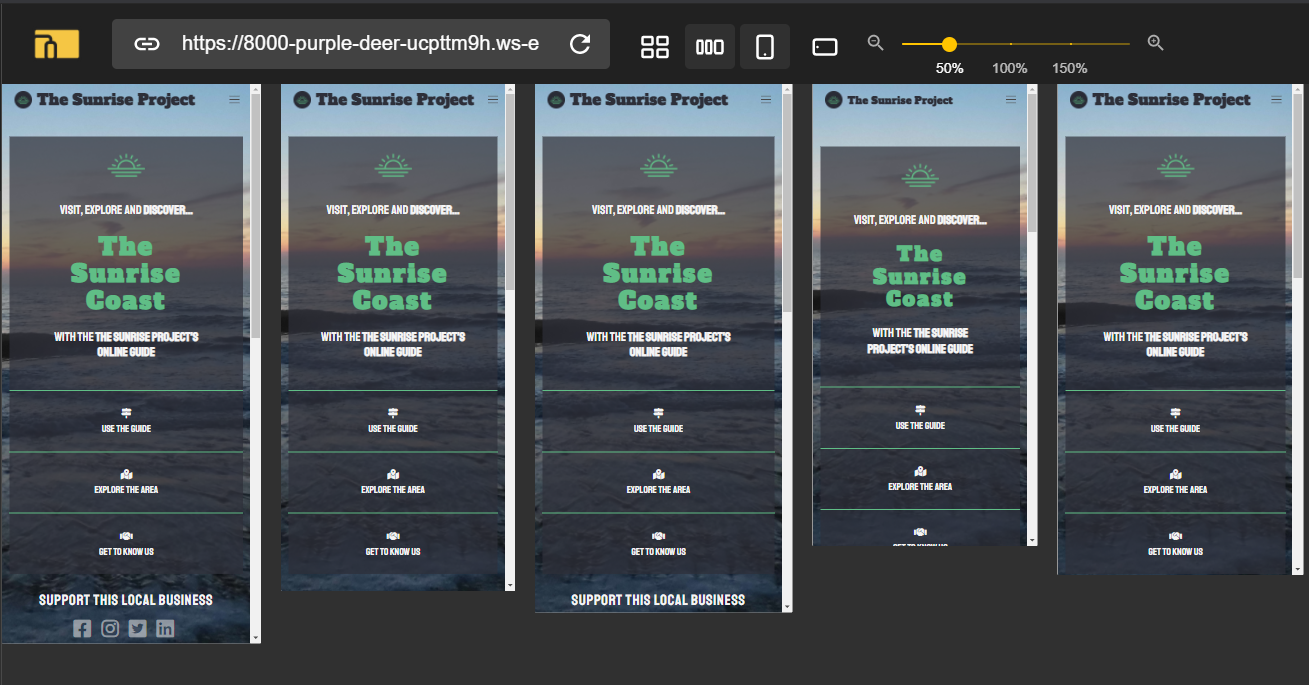 https://8000-purple-deer-ucpttm9h.ws-e
50%
100%
150%
The Sunrise Project
VISIT, EXPLORE AND DISCOVER...
The
Sunrise
Coast
WITH THE THE SUNRISE PROJECT'S
ONLINE GUIDE
USE THE GUIDE
EXPLORE THE AREA
GET TO KNOW US
SUPPORT THIS LOCAL BUSINESS
The Sunrise Project
VISIT, EXPLORE AND DISCOVER...
The
Sunrise
Coast
WITH THE THE SUNRISE PROJECT'S
ONLINE GUIDE
USE THE GUIDE
EXPLORE THE AREA
GET TO KNOW US
The Sunrise Project
VISIT, EXPLORE AND DISCOVER...
The
Sunrise
Coast
WITH THE THE SUNRISE PROJECT'S
ONLINE GUIDE
USE THE GUIDE
EXPLORE THE AREA
GET TO KNOW US
SUPPORT THIS LOCAL BUSINESS
The Sunrise Project
VISIT, EXPLORE AND DISCOVER...
The
Sunrise
Coast
WITH THE THE SUNRISE
PROJECT'S ONLINE GUIDE
USE THE GUIDE
EXPLORE THE AREA
GET TO KNOW US
The Sunrise Project
VISIT, EXPLORE AND DISCOVER...
The
Sunrise
Coast
WITH THE THE SUNRISE PROJECT'S
ONLINE GUIDE
USE THE GUIDE
EXPLORE THE AREA
GET TO KNOW US